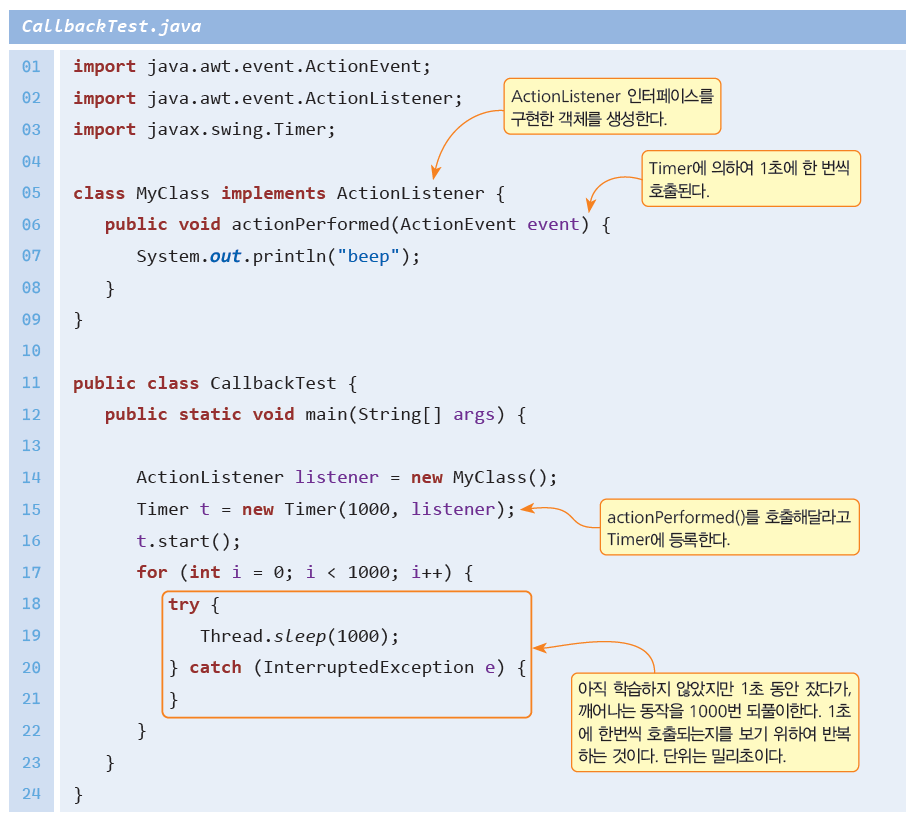 CallbackTest.java
01 import java.awt.event.ActionEvent;
02 import java.awt.event.ActionListener;
03 import javax.swing.Timer;
04
05 class MyClass implements ActionListener {
06 public void actionPerformed(ActionEvent event) {
07 System.out.println("beep");
08 }
09 }
10
11 public class CallbackTest {
12 public static void main(String[] args) {
13
14 ActionListener listener = new MyClass();
15 Timer t = new Timer(1000, listener);
16 t.start();
17 for (int i = 0; i < 1000; i++) {
18 try {
19 Thread.sleep(1000);
20 } catch (InterruptedException e) {
21 }
22 }
23 }
24 }
ActionListener 인터페이스를
구현한 객체를 생성한다.
Timer에 의하여 1초에 한 번씩
호출된다.
actionPerformed()를 호출해달라고
Timer에 등록한다.
아직 학습하지 않았지만 1초 동안 잤다가,
깨어나는 동작을 1000번 되풀이한다. 1초
에 한번씩 호출되는지를 보기 위하여 반복
하는 것이다. 단위는 밀리초이다.